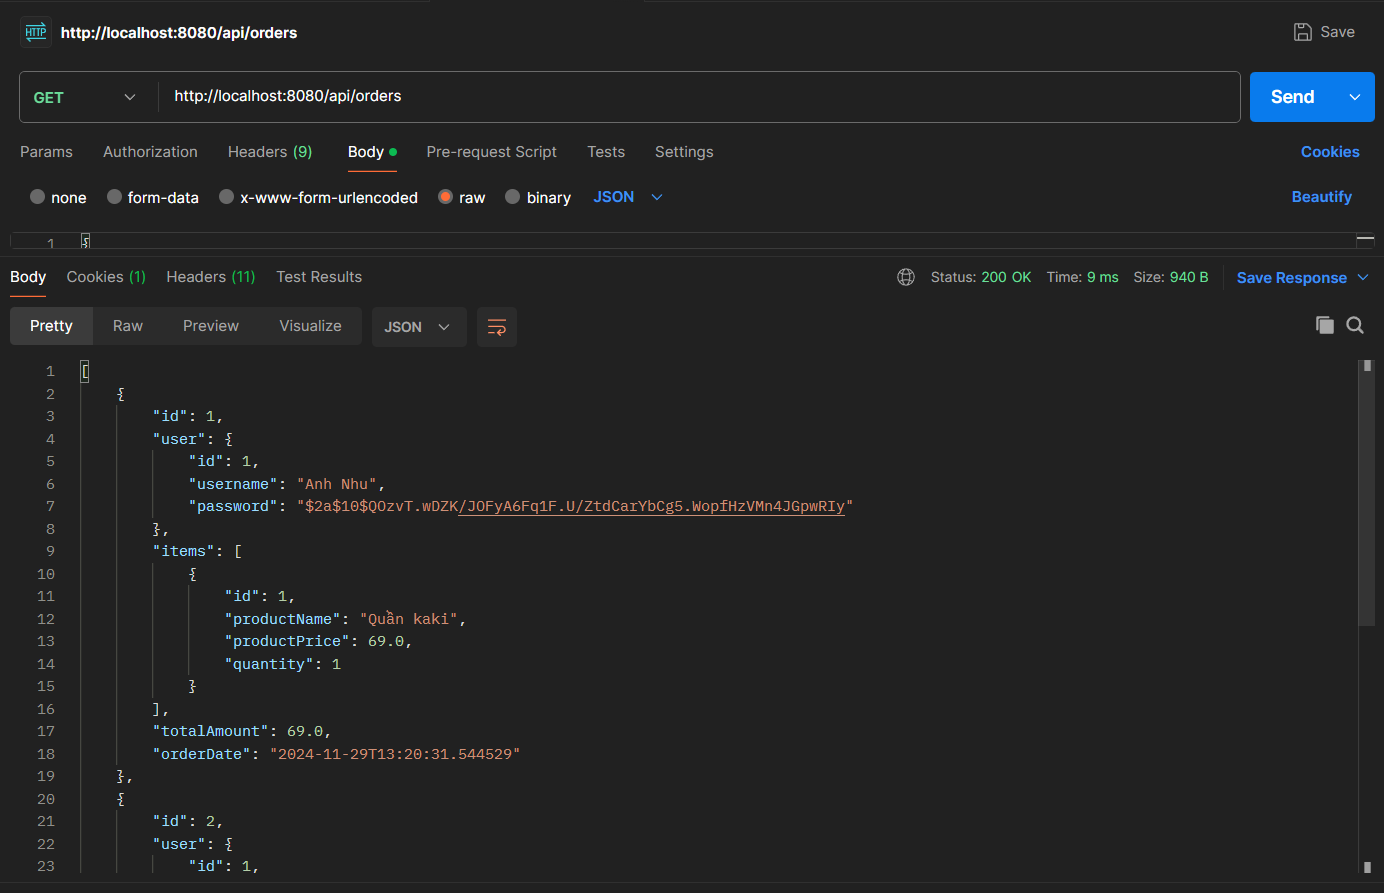 HTTP http://localhost:8080/api/orders Save
GET http://localhost:8080/api/orders Send
Params Authorization Headers (9) Body Pre-request Script Tests Settings Cookies
none form-data x-www-form-urlencoded raw binary JSON Beautify
1 {
Body Cookies (1) Headers (11) Test Results Status: 200 OK Time: 9 ms Size: 940 B Save Response
Pretty Raw Preview Visualize JSON
1 [
2 {
3 "id": 1,
4 "user": {
5 "id": 1,
6 "username": "Anh Nhu",
7 "password": "$2a$10$QOzvT.wDZK/JOFyA6Fq1F.U/ZtdCarYbCg5.WopfHzVMn4JGpwRIy"
8 },
9 "items": [
10 {
11 "id": 1,
12 "productName": "Quần kaki",
13 "productPrice": 69.0,
14 "quantity": 1
15 }
16 ],
17 "totalAmount": 69.0,
18 "orderDate": "2024-11-29T13:20:31.544529"
19 },
20 {
21 "id": 2,
22 "user": {
23 "id": 1,